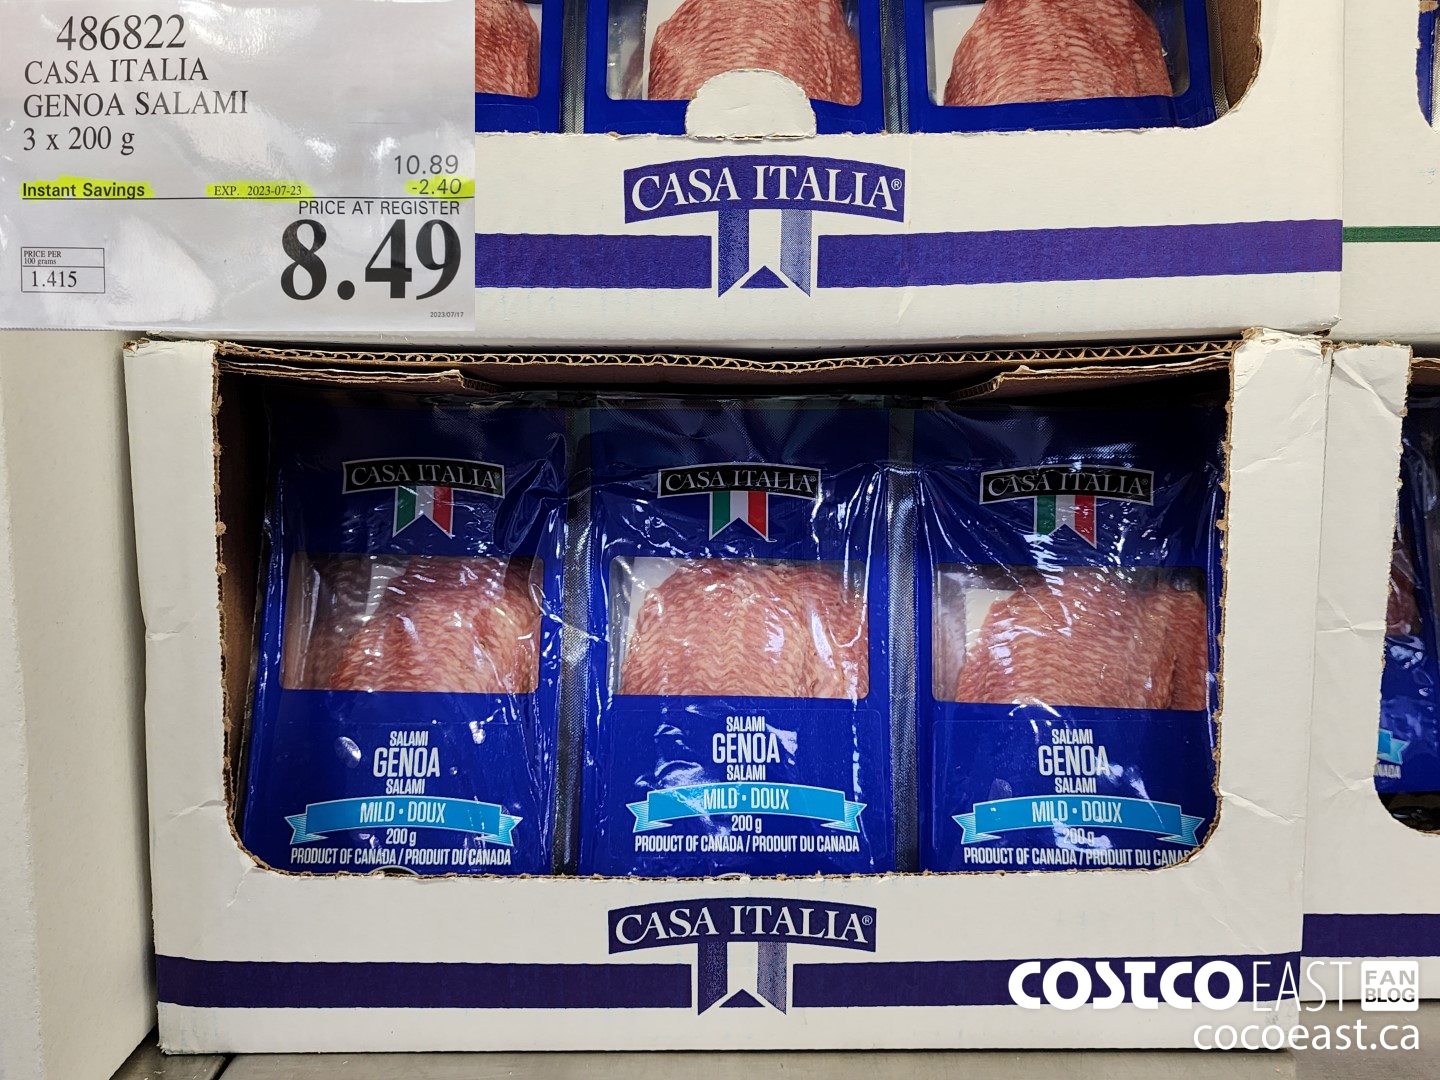 486822
CASA ITALIA
GENOA SALAMI
3 x 200 g
10.89
Instant Savings EXP. 2023-07-23 -2.40
PRICE AT REGISTER
8.49
PRICE PER
100 grams
1.415
2023/07/17
CASA ITALIA®
CASA ITALIA
SALAMI
GENOA
SALAMI
MILD • DOUX
200 g
PRODUCT OF CANADA / PRODUIT DU CANADA
CASA ITALIA
SALAMI
GENOA
SALAMI
MILD • DOUX
200 g
PRODUCT OF CANADA / PRODUIT DU CANADA
CASA ITALIA
SALAMI
GENOA
SALAMI
MILD • DOUX
200 g
PRODUCT OF CANADA / PRODUIT DU CANA
NADA
CASA ITALIA®
COSTCO EAST FAN BLOG
cocoeast.ca